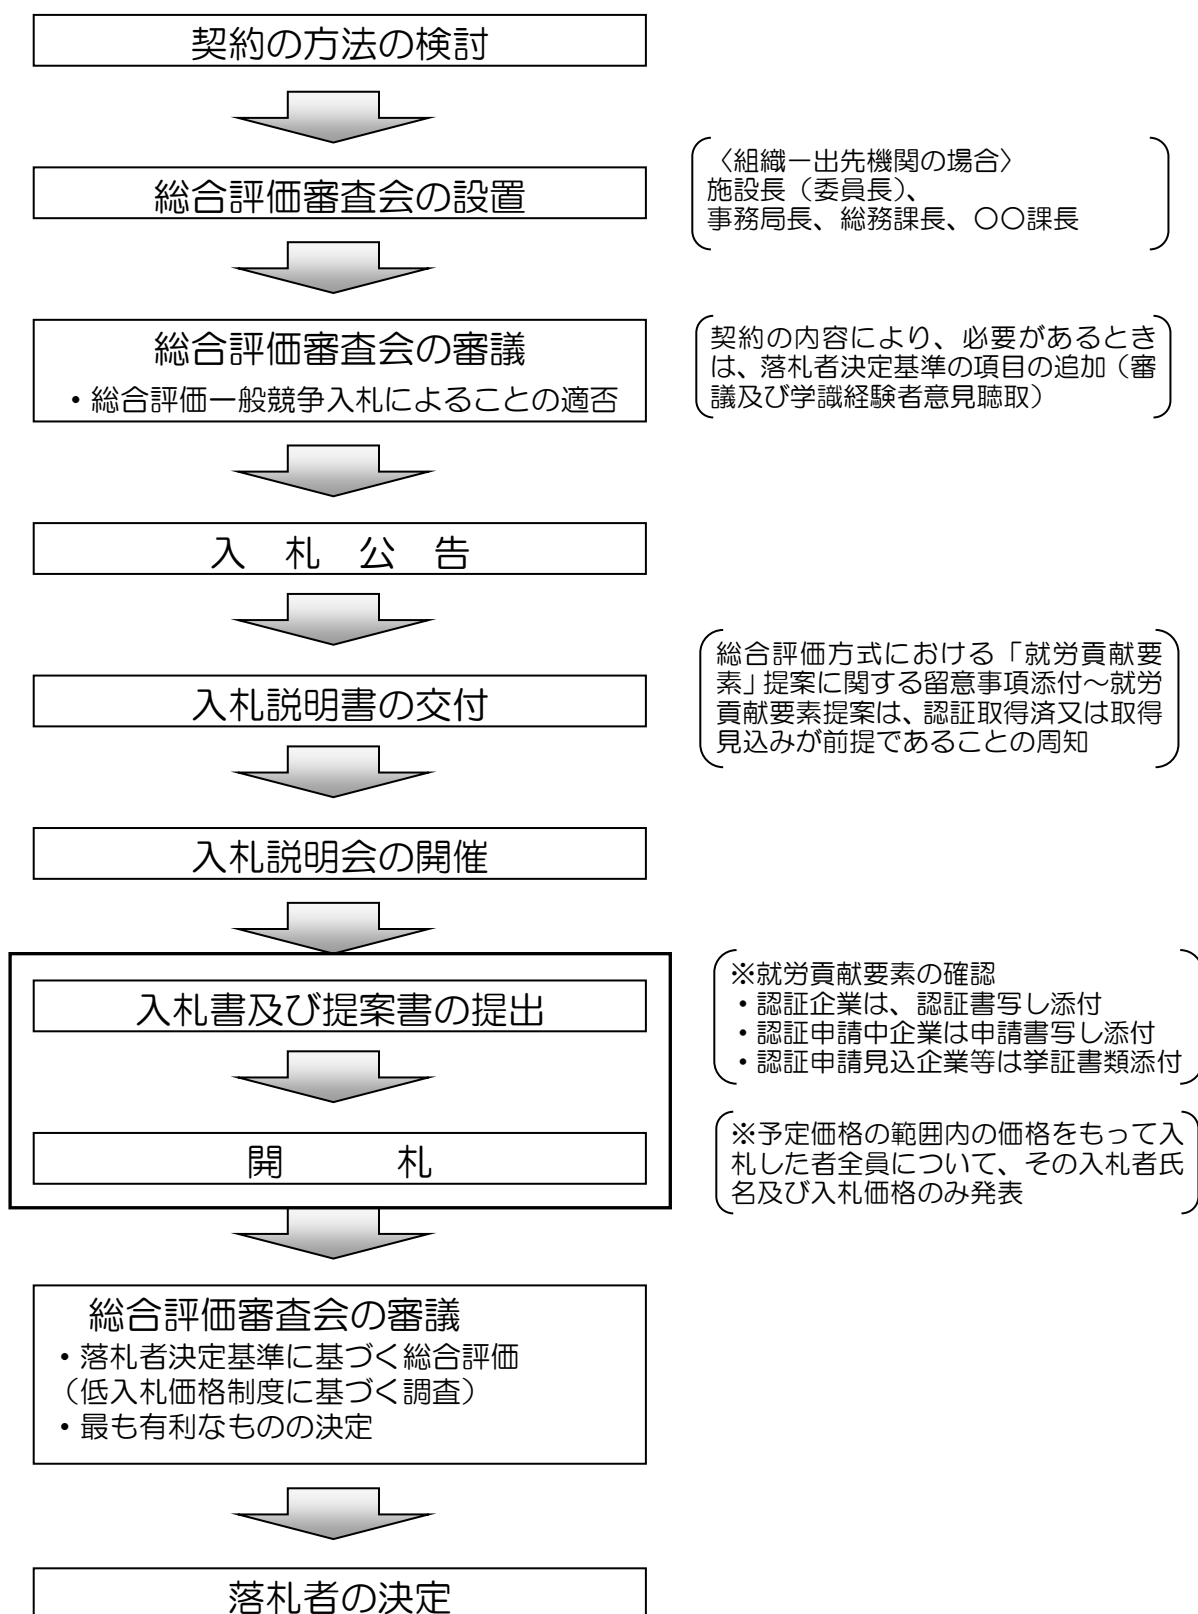 契約の方法の検討
総合評価審査会の設置
〈組織－出先機関の場合〉
施設長（委員長）、
事務局長、総務課長、〇〇課長
総合評価審査会の審議
・総合評価一般競争入札によることの適否
契約の内容により、必要があるとき
は、落札者決定基準の項目の追加（審
議及び学識経験者意見聴取）
入　札　公　告
入札説明書の交付
総合評価方式における「就労貢献要
素」提案に関する留意事項添付～就労
貢献要素提案は、認証取得済又は取得
見込みが前提であることの周知
入札説明会の開催
入札書及び提案書の提出
※就労貢献要素の確認
・認証企業は、認証書写し添付
・認証申請中企業は申請書写し添付
・認証申請見込企業等は挙証書類添付
開　　　札
※予定価格の範囲内の価格をもって入
札した者全員について、その入札者氏
名及び入札価格のみ発表
総合評価審査会の審議
・落札者決定基準に基づく総合評価
（低入札価格制度に基づく調査）
・最も有利なものの決定
落札者の決定